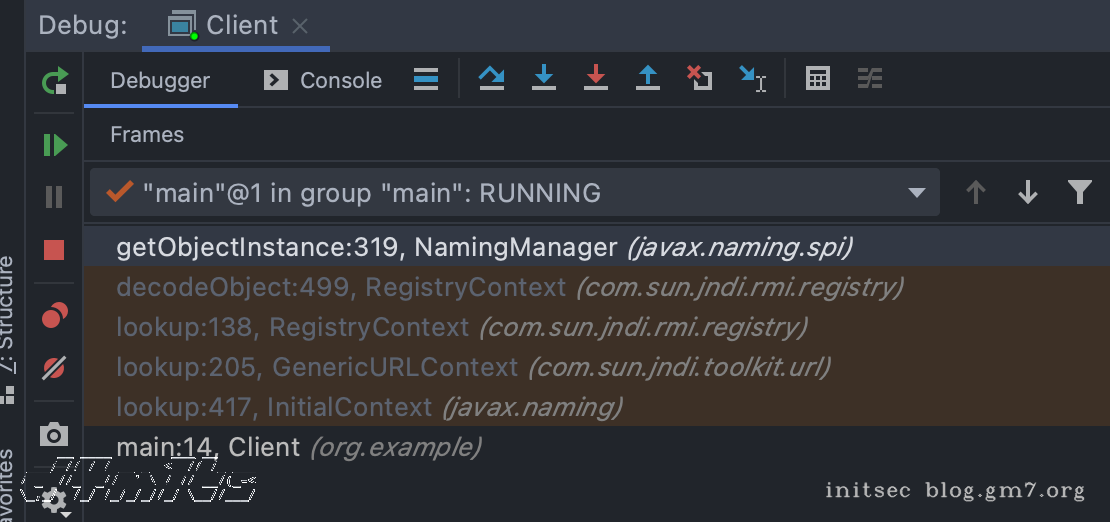 Debug: Client
Debugger Console
Frames
"main"@1 in group "main": RUNNING
getObjectInstance:319, NamingManager (javax.naming.spi)
decodeObject:499, RegistryContext (com.sun.jndi.rmi.registry)
lookup:138, RegistryContext (com.sun.jndi.rmi.registry)
lookup:205, GenericURLContext (com.sun.jndi.toolkit.url)
lookup:417, InitialContext (javax.naming)
main:14, Client (org.example)
Z: Structure
avorites
initsec blog.gm7.org